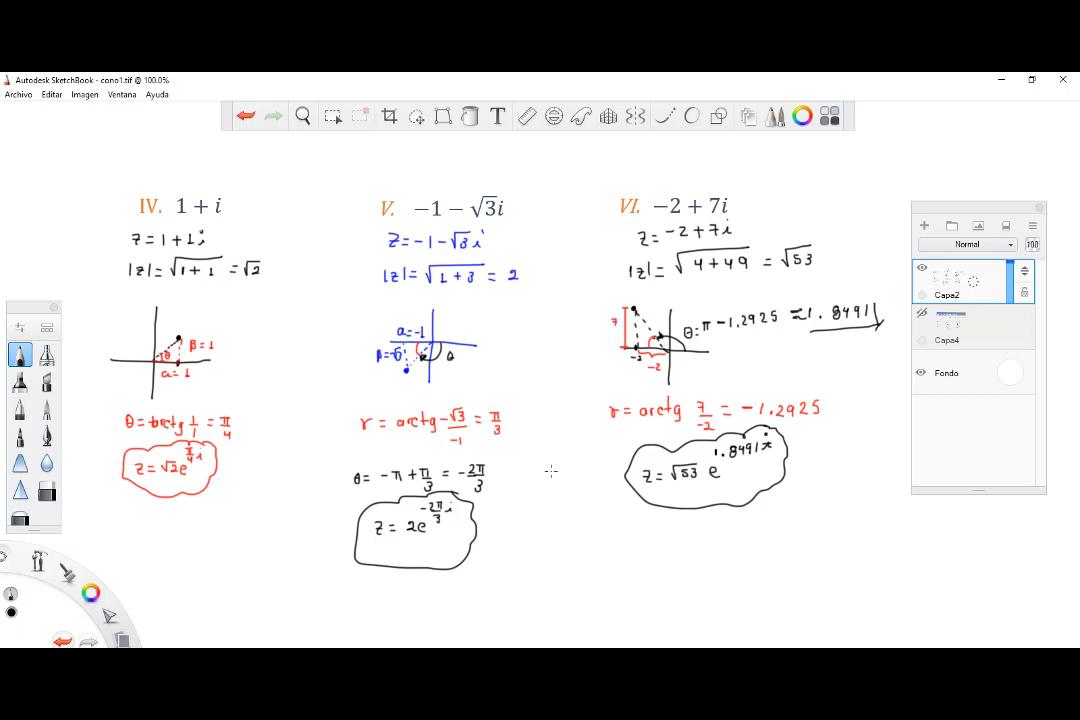 Autodesk SketchBook - cono1.tif @ 100.0%
Archivo Editar Imagen Ventana Ayuda
T
IV. 1 + i
z = 1 + 1i
|z| = √1 + 1 = √2
β = 1
θ
a = 1
θ = arctg 1/1 = π/4
z = √2 e^(π/4 i)
V. −1 − √3i
z = −1 − √3 i
|z| = √1 + 3 = 2
a = −1
θ
r = arctg −√3/−1 = π/3
θ = −π + π/3 = −2π/3
z = 2e^(−2π/3 i)
VI. −2 + 7i
z = −2 + 7i
|z| = √4 + 49 = √53
7
θ = π − 1.2925 ≈ 1.8491
−2
−2
r = arctg 7/−2 = −1.2925
z = √53 e^(1.8491i)
Normal 100
Capa2
Capa4
Fondo